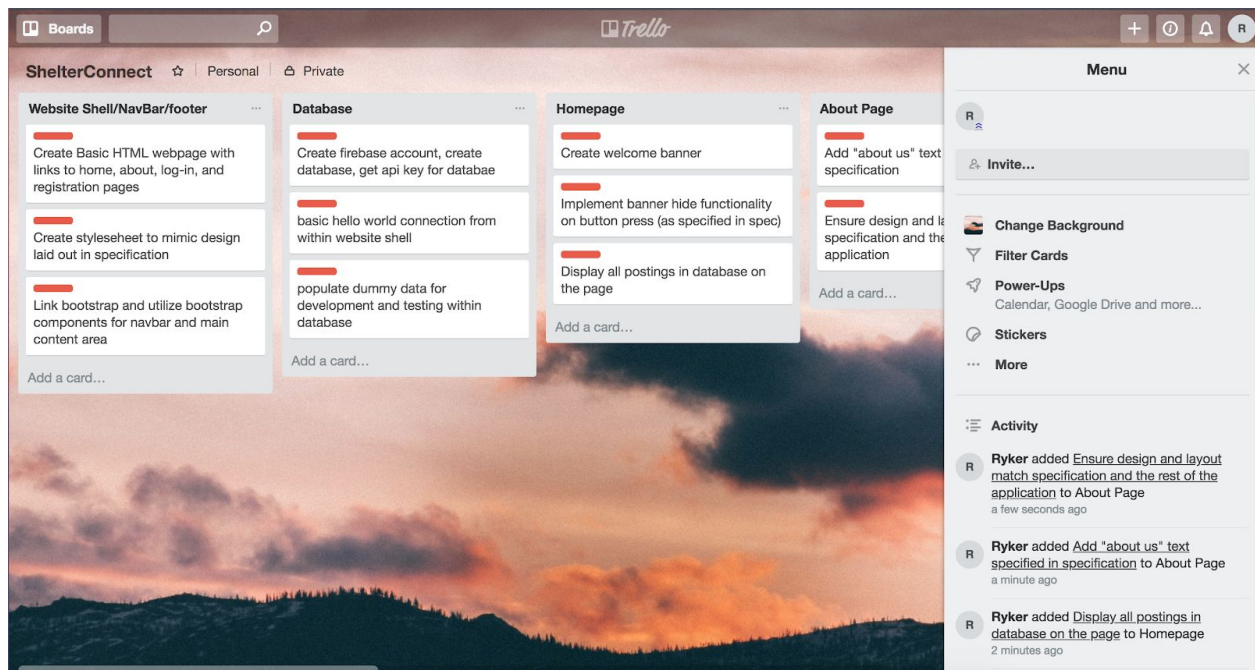 Boards
Trello
R
ShelterConnect
Personal
Private
Website Shell/NavBar/footer
Create Basic HTML webpage with
links to home, about, log-in, and
registration pages
Create styleseheet to mimic design
laid out in specification
Link bootstrap and utilize bootstrap
components for navbar and main
content area
Add a card...
Database
Create firebase account, create
database, get api key for databae
basic hello world connection from
within website shell
populate dummy data for
development and testing within
database
Add a card...
Homepage
Create welcome banner
Implement banner hide functionality
on button press (as specified in spec)
Display all postings in database on
the page
Add a card...
About Page
Add "about us" text
specification
Ensure design and la
specification and the
application
Add a card...
Menu
R
Invite...
Change Background
Filter Cards
Power-Ups
Calendar, Google Drive and more...
Stickers
More
Activity
R
Ryker added Ensure design and layout
match specification and the rest of the
application to About Page
a few seconds ago
R
Ryker added Add "about us" text
specified in specification to About Page
a minute ago
R
Ryker added Display all postings in
database on the page to Homepage
2 minutes ago